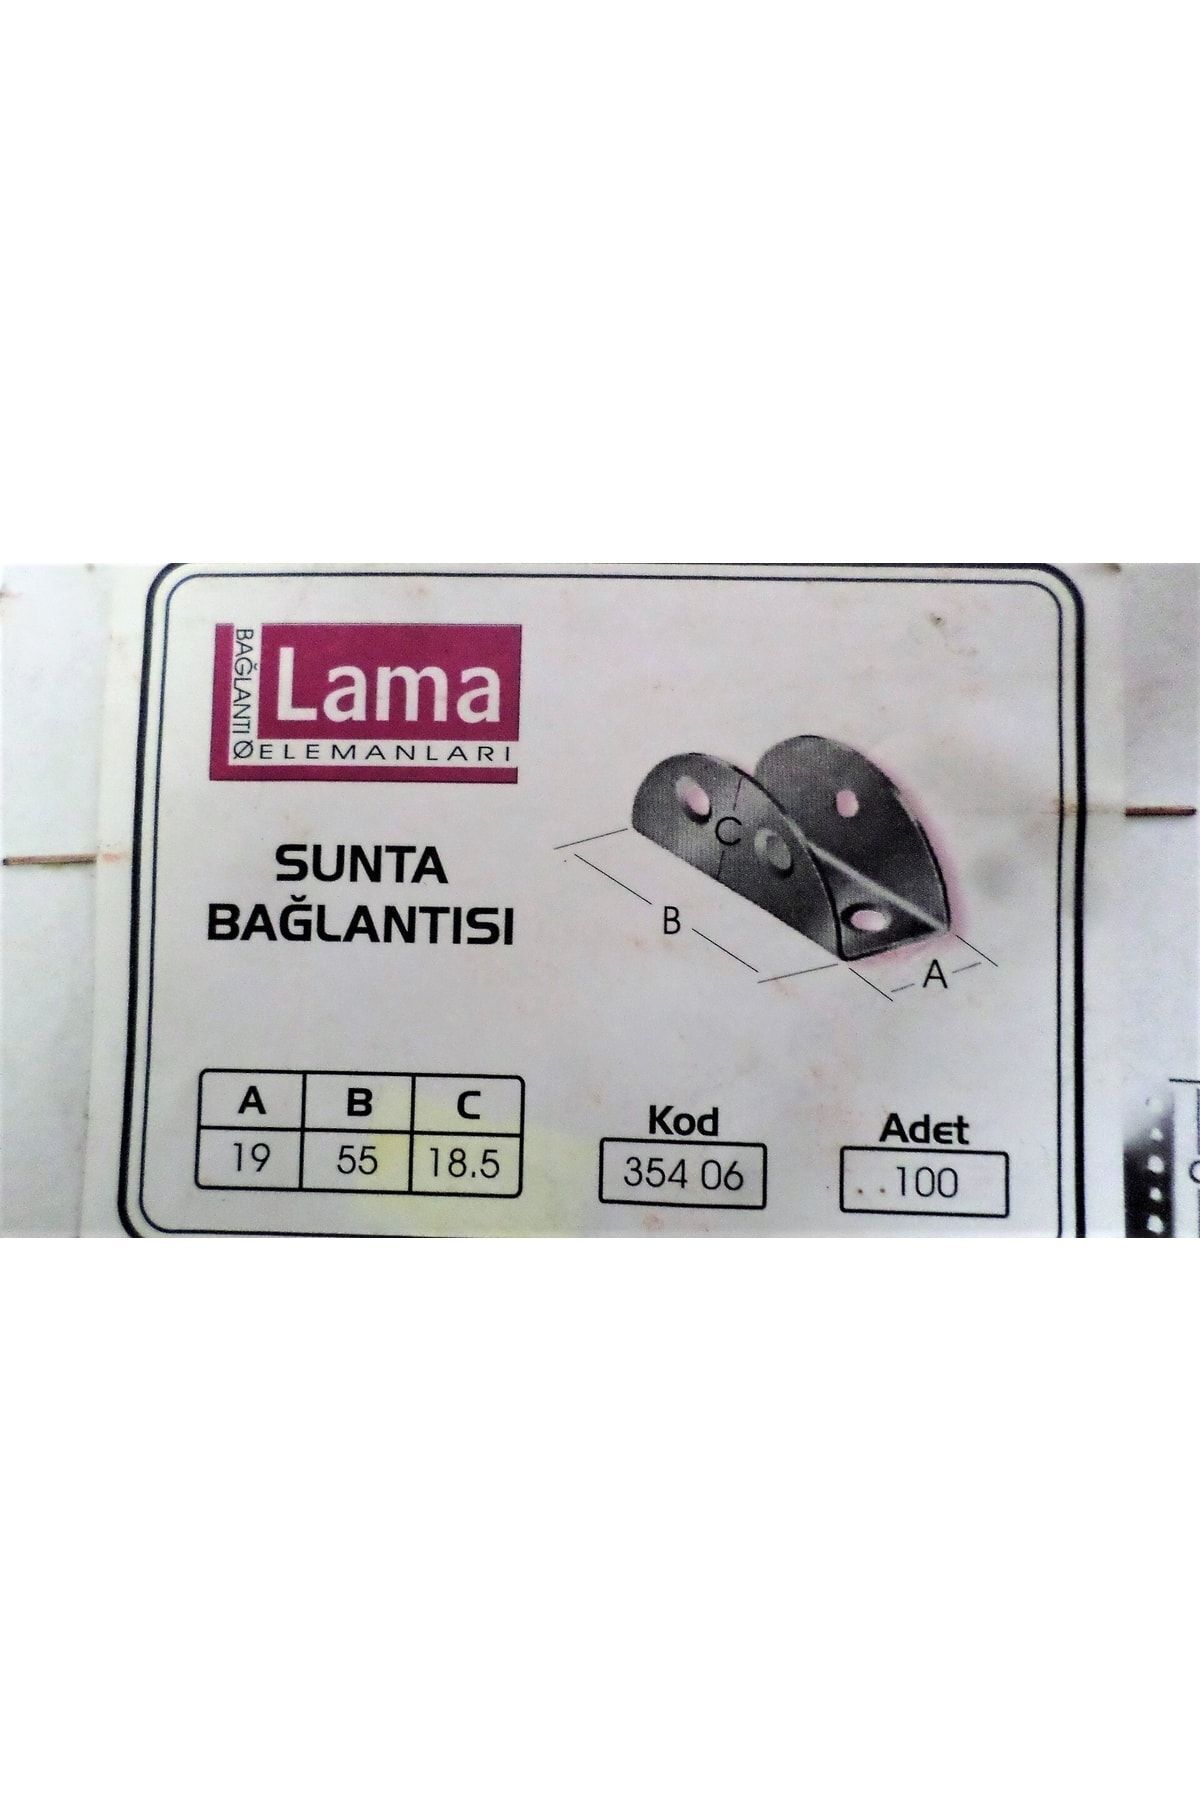 BAĞLANTI
Lama
ELEMANLARI
SUNTA
BAĞLANTISI
C
B
A
A B C
19 55 18.5
Kod
354 06
Adet
100